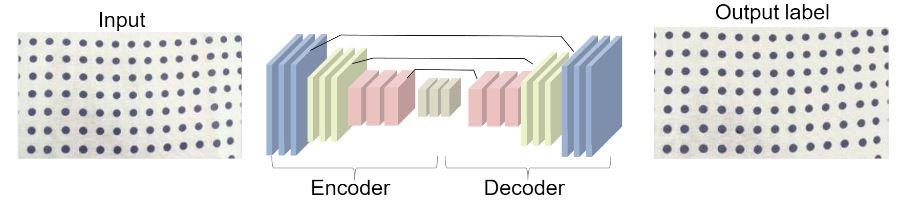 Input
Output label
Encoder
Decoder